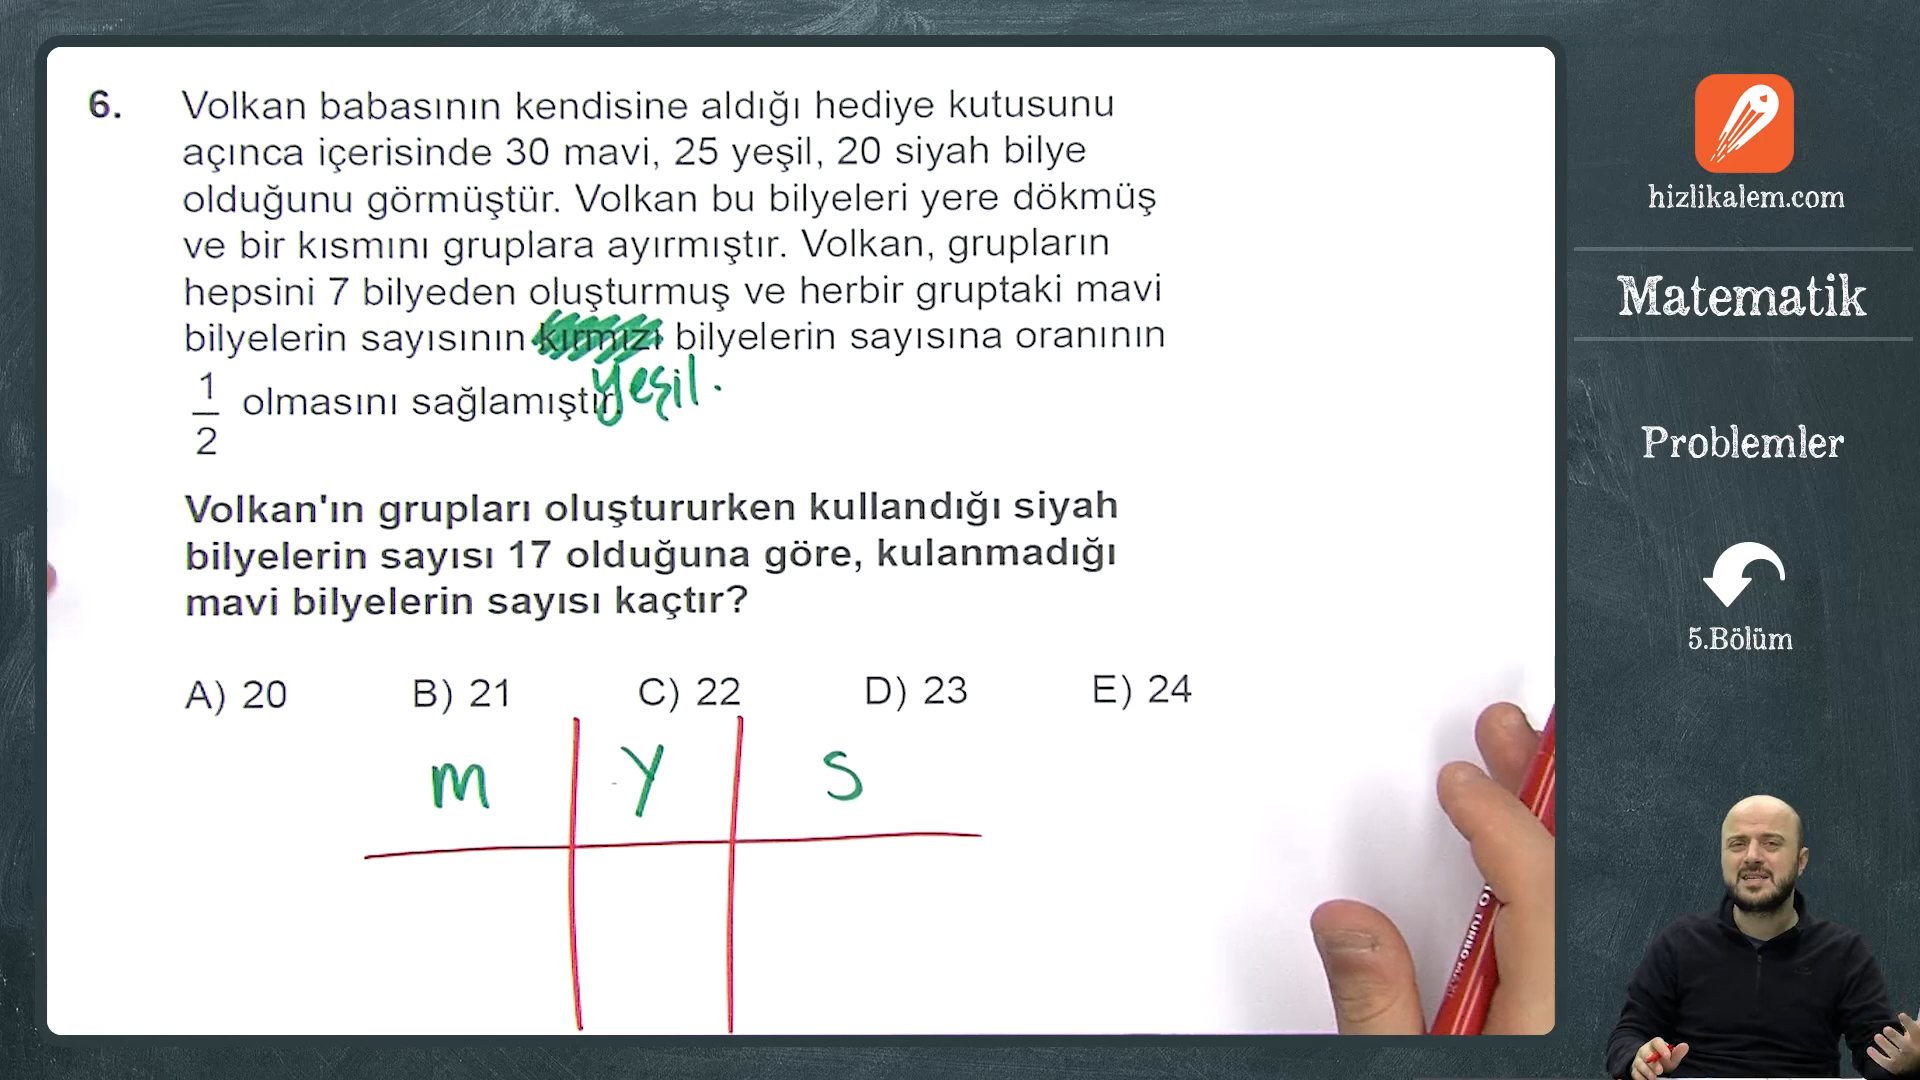 6. Volkan babasının kendisine aldığı hediye kutusunu
açınca içerisinde 30 mavi, 25 yeşil, 20 siyah bilye
olduğunu görmüştür. Volkan bu bilyeleri yere dökmüş
ve bir kısmını gruplara ayırmıştır. Volkan, grupların
hepsini 7 bilyeden oluşturmuş ve herbir gruptaki mavi
bilyelerin sayısının kırmızı bilyelerin sayısına oranının
yeşil.
1/2 olmasını sağlamıştır.
Volkan'ın grupları oluştururken kullandığı siyah
bilyelerin sayısı 17 olduğuna göre, kulanmadığı
mavi bilyelerin sayısı kaçtır?
A) 20 B) 21 C) 22 D) 23 E) 24
m y s
hizlikalem.com
Matematik
Problemler
5.Bölüm